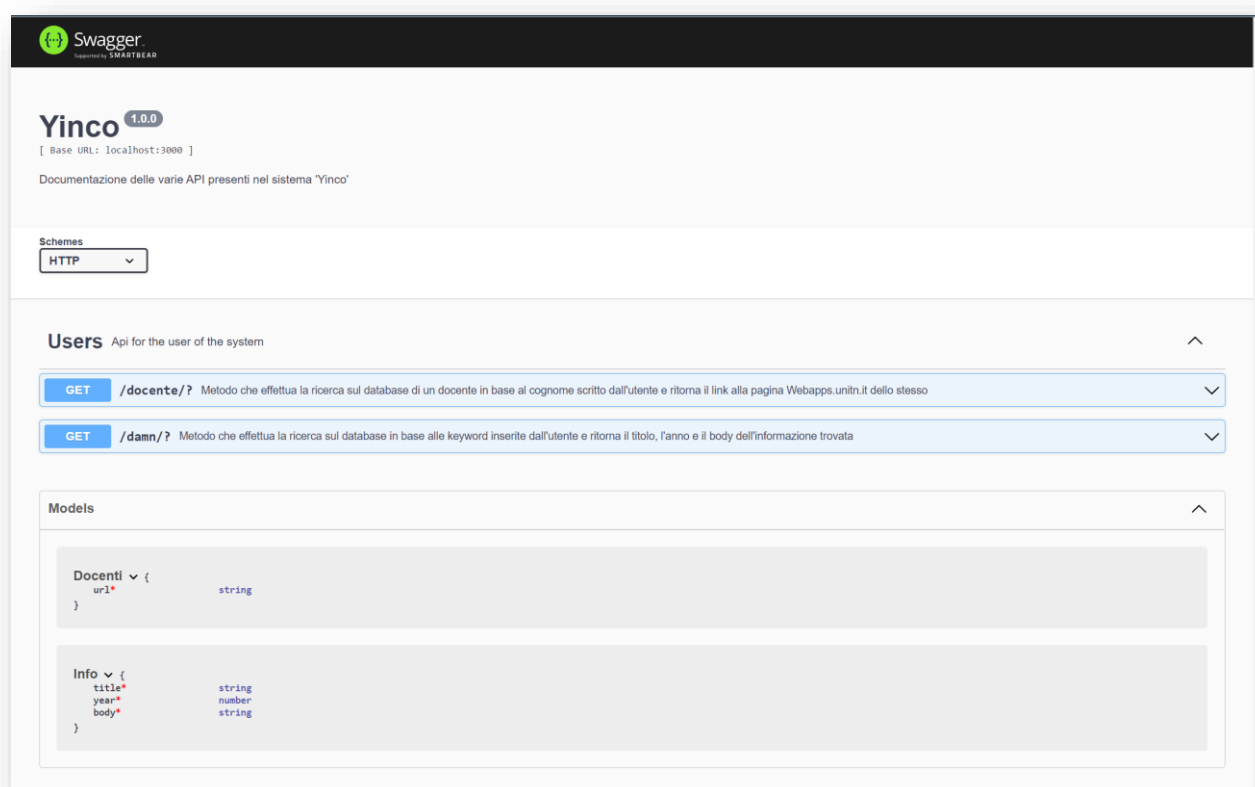 Swagger.
Supported by SMARTBEAR
Yinco 1.0.0
[ Base URL: localhost:3000 ]
Documentazione delle varie API presenti nel sistema 'Yinco'
Schemes
HTTP
Users Api for the user of the system
GET /docente/? Metodo che effettua la ricerca sul database di un docente in base al cognome scritto dall'utente e ritorna il link alla pagina Webapps.unitn.it dello stesso
GET /damn/? Metodo che effettua la ricerca sul database in base alle keyword inserite dall'utente e ritorna il titolo, l'anno e il body dell'informazione trovata
Models
Docenti {
url* string
}
Info {
title* string
year* number
body* string
}